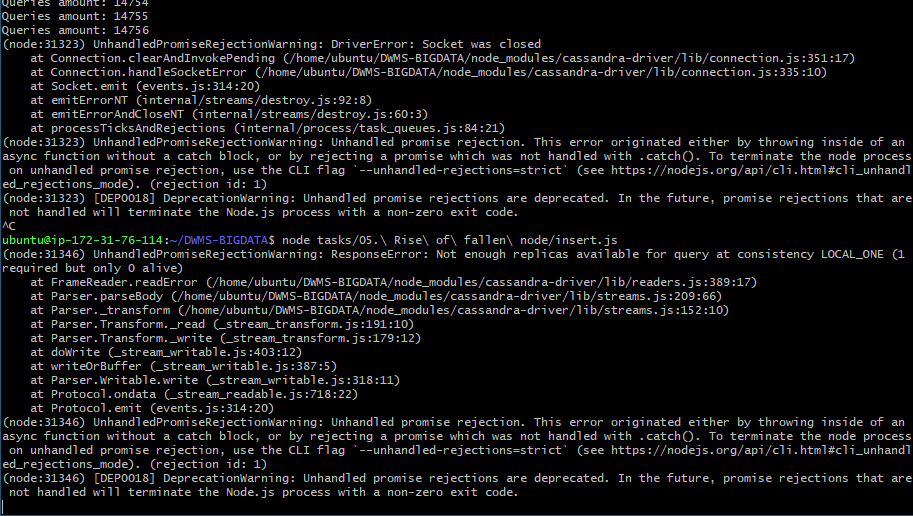 Queries amount: 14754
Queries amount: 14755
Queries amount: 14756
(node:31323) UnhandledPromiseRejectionWarning: DriverError: Socket was closed
    at Connection.clearAndInvokePending (/home/ubuntu/DWMS-BIGDATA/node_modules/cassandra-driver/lib/connection.js:351:17)
    at Connection.handleSocketError (/home/ubuntu/DWMS-BIGDATA/node_modules/cassandra-driver/lib/connection.js:335:10)
    at Socket.emit (events.js:314:20)
    at emitErrorNT (internal/streams/destroy.js:92:8)
    at emitErrorAndCloseNT (internal/streams/destroy.js:60:3)
    at processTicksAndRejections (internal/process/task_queues.js:84:21)
(node:31323) UnhandledPromiseRejectionWarning: Unhandled promise rejection. This error originated either by throwing inside of an
async function without a catch block, or by rejecting a promise which was not handled with .catch(). To terminate the node process
 on unhandled promise rejection, use the CLI flag `--unhandled-rejections=strict` (see https://nodejs.org/api/cli.html#cli_unhandl
ed_rejections_mode). (rejection id: 1)
(node:31323) [DEP0018] DeprecationWarning: Unhandled promise rejections are deprecated. In the future, promise rejections that are
 not handled will terminate the Node.js process with a non-zero exit code.
^C
ubuntu@ip-172-31-76-114:~/DWMS-BIGDATA$ node tasks/05.\ Rise\ of\ fallen\ node/insert.js
(node:31346) UnhandledPromiseRejectionWarning: ResponseError: Not enough replicas available for query at consistency LOCAL_ONE (1
required but only 0 alive)
    at FrameReader.readError (/home/ubuntu/DWMS-BIGDATA/node_modules/cassandra-driver/lib/readers.js:389:17)
    at Parser.parseBody (/home/ubuntu/DWMS-BIGDATA/node_modules/cassandra-driver/lib/streams.js:209:66)
    at Parser._transform (/home/ubuntu/DWMS-BIGDATA/node_modules/cassandra-driver/lib/streams.js:152:10)
    at Parser.Transform._read (_stream_transform.js:191:10)
    at Parser.Transform._write (_stream_transform.js:179:12)
    at doWrite (_stream_writable.js:403:12)
    at writeOrBuffer (_stream_writable.js:387:5)
    at Parser.Writable.write (_stream_writable.js:318:11)
    at Protocol.ondata (_stream_readable.js:718:22)
    at Protocol.emit (events.js:314:20)
(node:31346) UnhandledPromiseRejectionWarning: Unhandled promise rejection. This error originated either by throwing inside of an
async function without a catch block, or by rejecting a promise which was not handled with .catch(). To terminate the node process
 on unhandled promise rejection, use the CLI flag `--unhandled-rejections=strict` (see https://nodejs.org/api/cli.html#cli_unhandl
ed_rejections_mode). (rejection id: 1)
(node:31346) [DEP0018] DeprecationWarning: Unhandled promise rejections are deprecated. In the future, promise rejections that are
 not handled will terminate the Node.js process with a non-zero exit code.